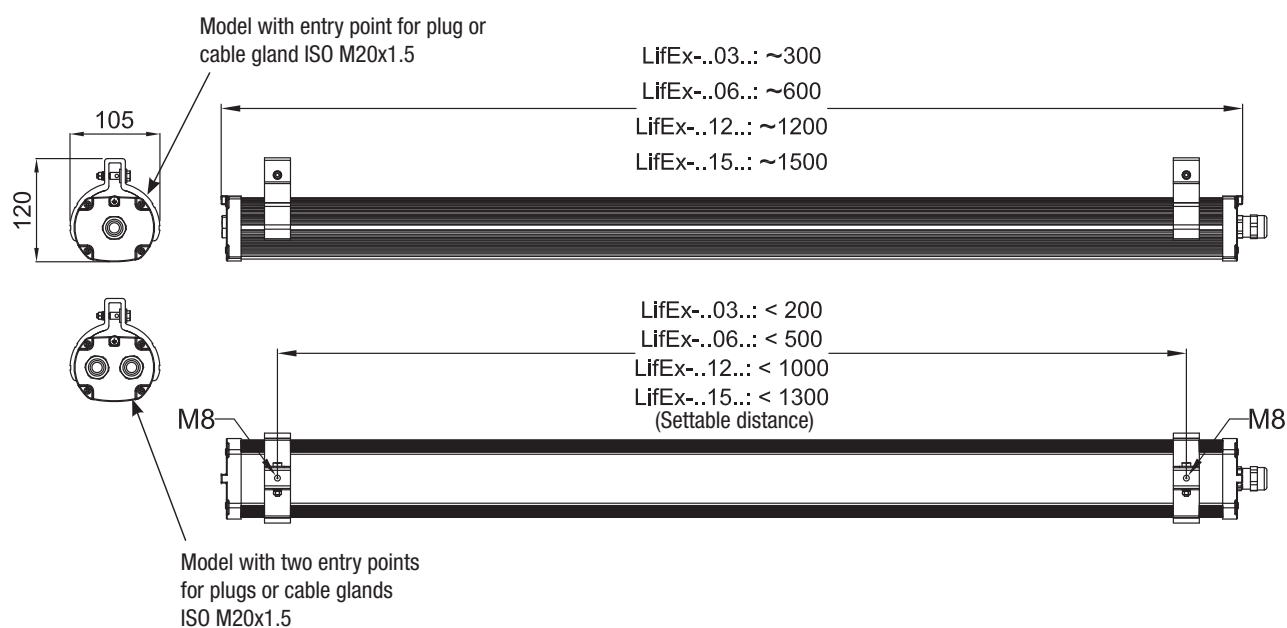 Model with entry point for plug or
cable gland ISO M20x1.5
LifEx-..03..: ~300
LifEx-..06..: ~600
LifEx-..12..: ~1200
LifEx-..15..: ~1500
105
120
LifEx-..03..: < 200
LifEx-..06..: < 500
LifEx-..12..: < 1000
LifEx-..15..: < 1300
(Settable distance)
M8
M8
Model with two entry points
for plugs or cable glands
ISO M20x1.5